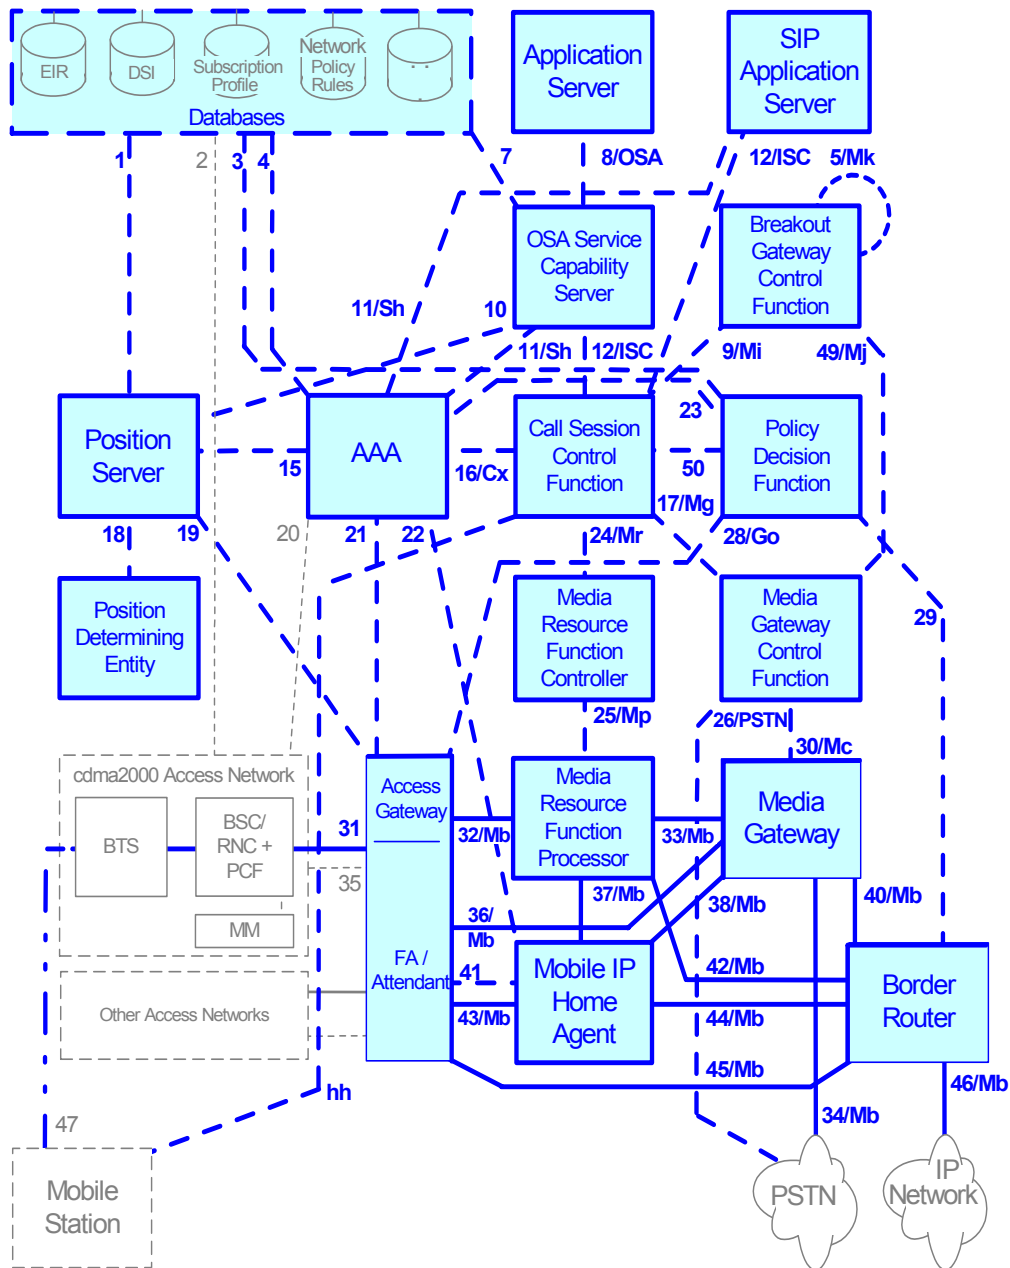 EIR
DSI
Subscription
Profile
Network
Policy
Rules
. .
.
Databases
Application
Server
SIP
Application
Server
1
2
3
4
7
8/OSA
12/ISC
5/Mk
OSA Service
Capability
Server
Breakout
Gateway
Control
Function
11/Sh
10
11/Sh
12/ISC
9/Mi
49/Mj
Position
Server
AAA
Call Session
Control
Function
Policy
Decision
Function
23
15
16/Cx
50
17/Mg
18
19
20
21
22
24/Mr
28/Go
Position
Determining
Entity
Media
Resource
Function
Controller
Media
Gateway
Control
Function
29
25/Mp
26/PSTN
30/Mc
cdma2000 Access Network
BTS
BSC/
RNC +
PCF
MM
31
35
Access
Gateway
FA /
Attendant
Media
Resource
Function
Processor
Media
Gateway
32/Mb
33/Mb
36/
Mb
37/Mb
38/Mb
40/Mb
41
Mobile IP
Home
Agent
42/Mb
Border
Router
Other Access Networks
43/Mb
44/Mb
45/Mb
46/Mb
hh
34/Mb
47
Mobile
Station
PSTN
IP
Network